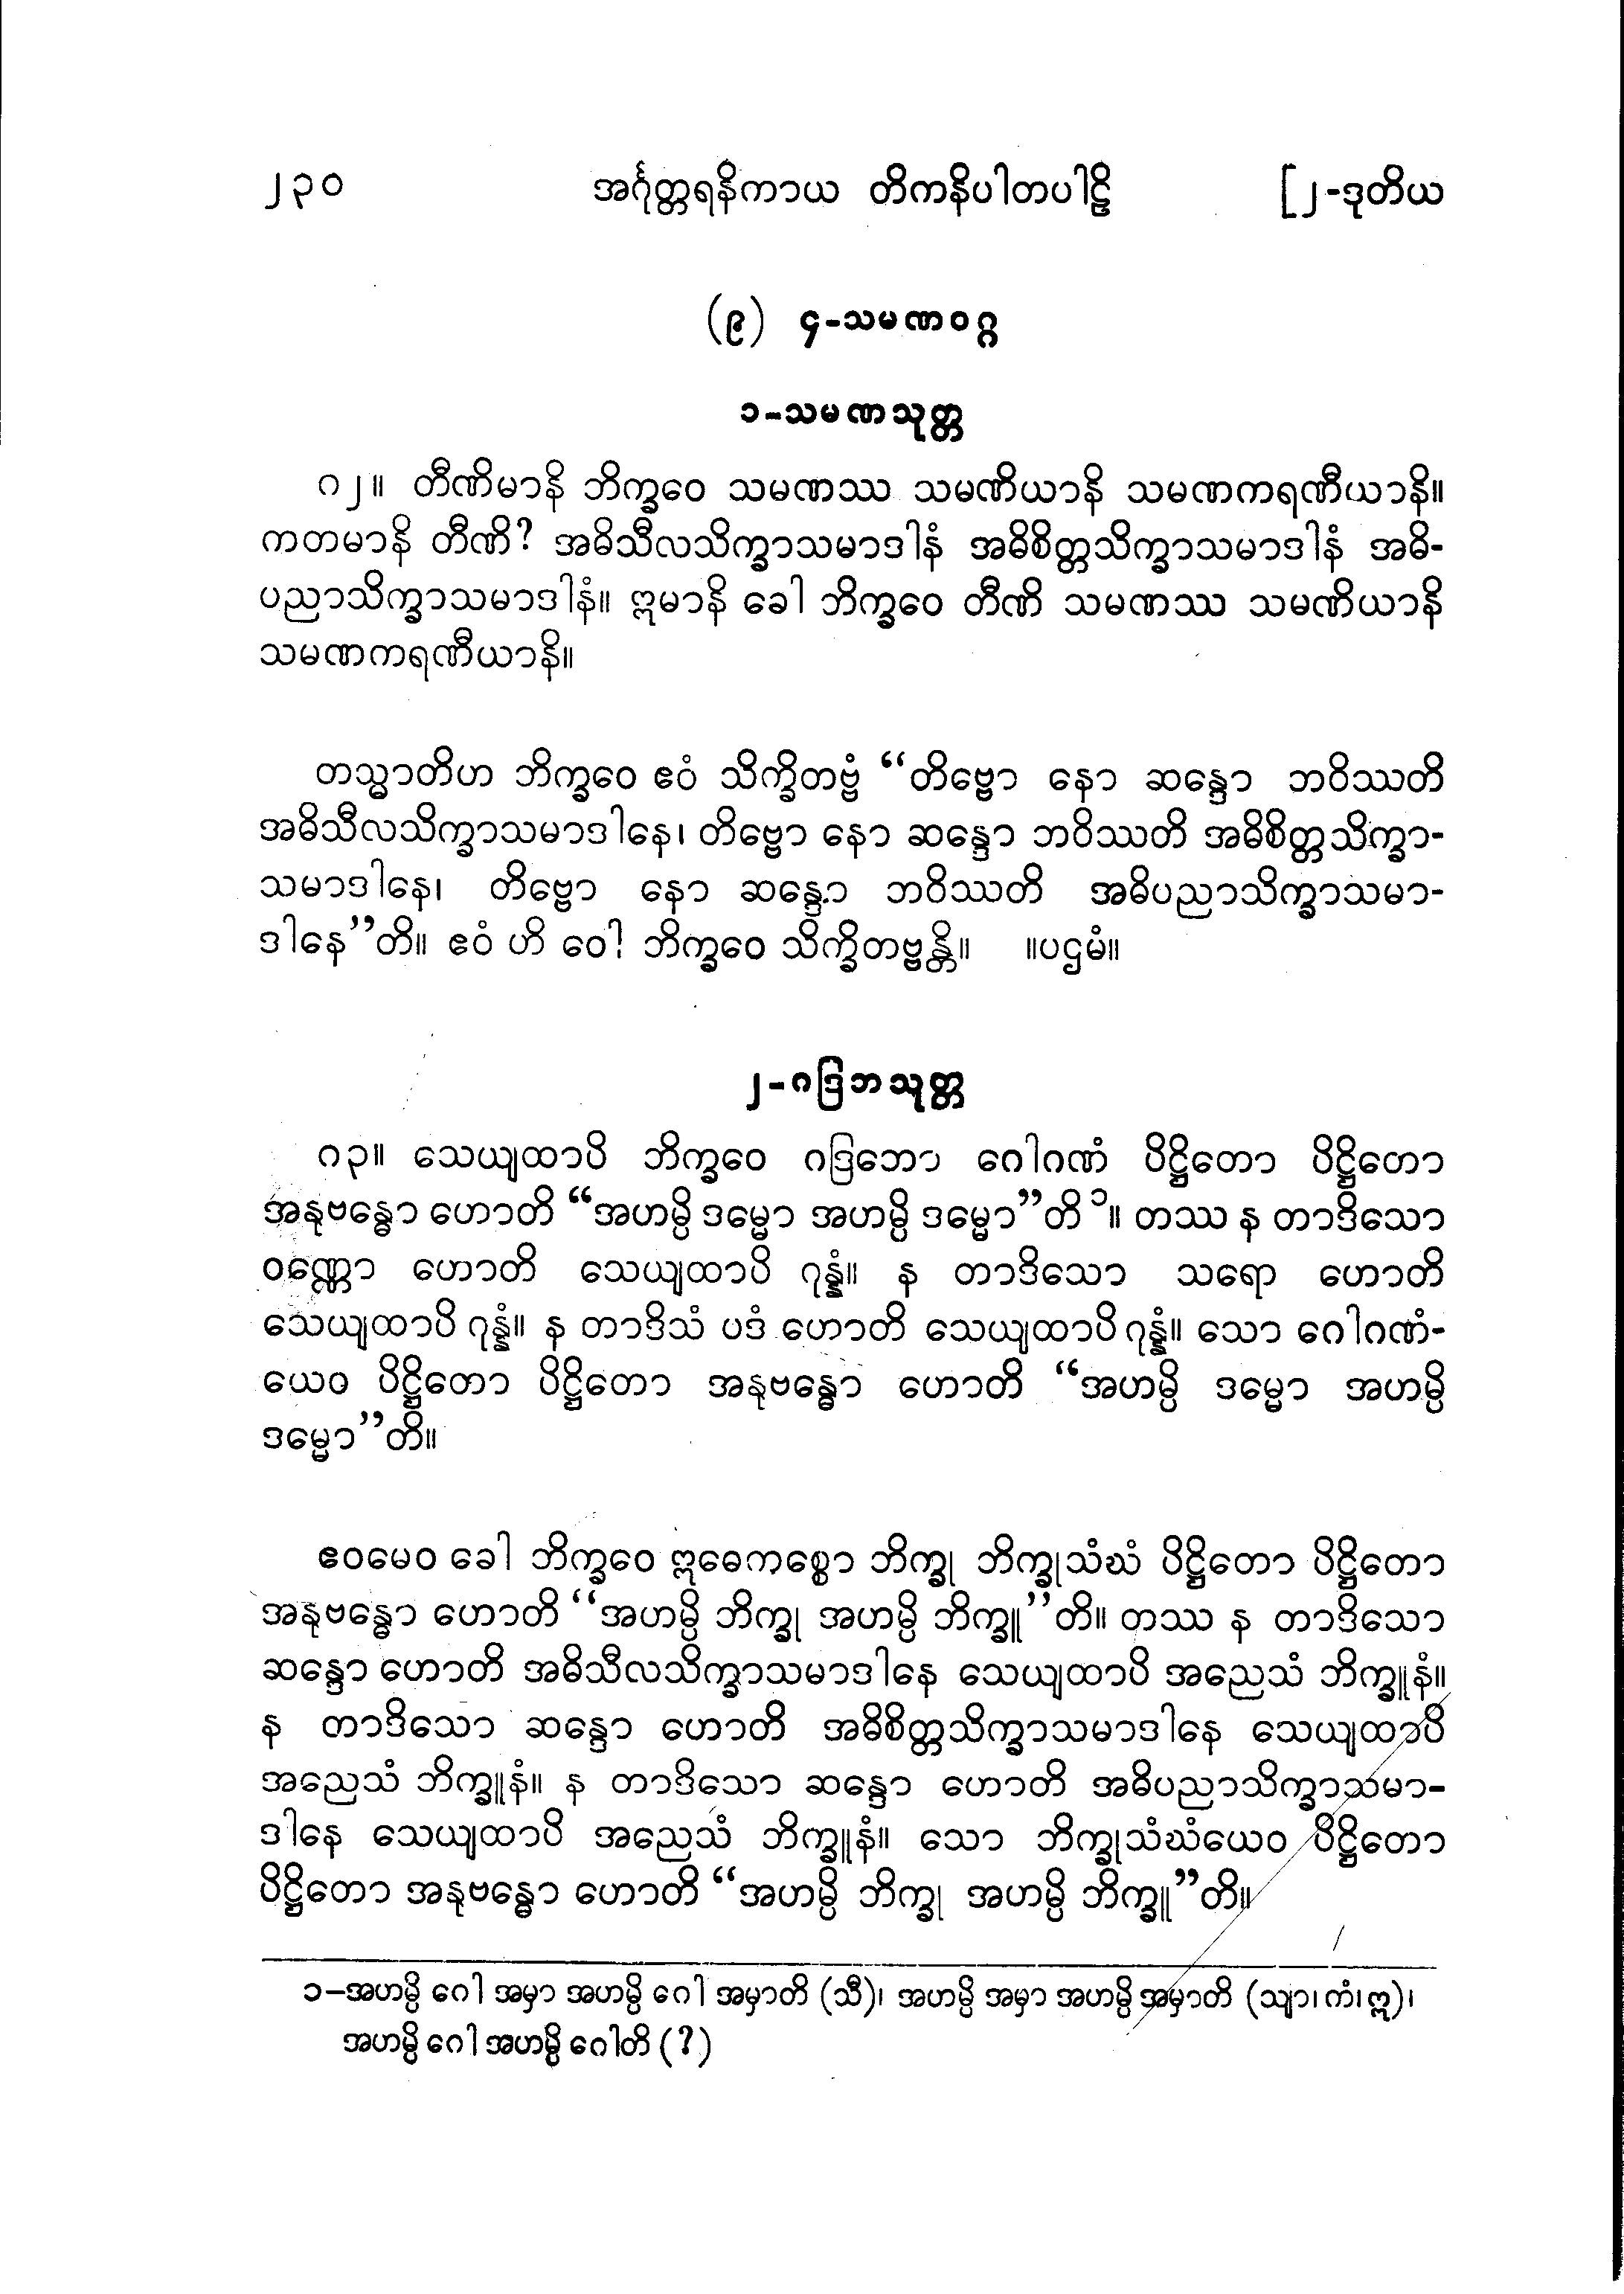 ၂၃၀ အင်္ဂုတ္တရနိကာယ တိကနိပါတပါဠိ [၂-ဒုတိယ
(၉) ၄-သမဏဝဂ္ဂ
၁-သမဏသုတ္တ
၈၂။ တီဏိမာနိ ဘိက္ခဝေ သမဏဿ သမဏိယာနိ သမဏကရဏီယာနိ။
ကတမာနိ တီဏိ? အဓိသီလသိက္ခာသမာဒါနံ အဓိစိတ္တသိက္ခာသမာဒါနံ အဓိ-
ပညာသိက္ခာသမာဒါနံ။ ဣမာနိ ခေါ ဘိက္ခဝေ တီဏိ သမဏဿ သမဏိယာနိ
သမဏကရဏီယာနိ။
တသ္မာတိဟ ဘိက္ခဝေ ဧဝံ သိက္ခိတဗ္ဗံ “တိဗ္ဗော နော ဆန္ဒော ဘဝိဿတိ
အဓိသီလသိက္ခာသမာဒါနေ၊ တိဗ္ဗော နော ဆန္ဒော ဘဝိဿတိ အဓိစိတ္တသိက္ခာ-
သမာဒါနေ၊ တိဗ္ဗော နော ဆန္ဒော ဘဝိဿတိ အဓိပညာသိက္ခာသမာ-
ဒါနေ”တိ။ ဧဝံ ဟိ ဝေါ ဘိက္ခဝေ သိက္ခိတဗ္ဗန္တိ။ ။ပဌမံ။
၂-ဂဒြဘသုတ္တ
၈၃။ သေယျထာပိ ဘိက္ခဝေ ဂဒြဘော ဂေါဂဏံ ပိဋ္ဌိတော ပိဋ္ဌိတော
အနုဗန္ဓော ဟောတိ “အဟမ္ပိ ဒမ္မော အဟမ္ပိ ဒမ္မော”တိ ၁။ တဿ န တာဒိသော
ဝဏ္ဏော ဟောတိ သေယျထာပိ ဂုန္နံ။ န တာဒိသော သရော ဟောတိ
သေယျထာပိ ဂုန္နံ။ န တာဒိသံ ပဒံ ဟောတိ သေယျထာပိ ဂုန္နံ။ သော ဂေါဂဏံ-
ယေဝ ပိဋ္ဌိတော ပိဋ္ဌိတော အနုဗန္ဓော ဟောတိ “အဟမ္ပိ ဒမ္မော အဟမ္ပိ
ဒမ္မော”တိ။
ဧဝမေဝ ခေါ ဘိက္ခဝေ ဣဓေကစ္စော ဘိက္ခု ဘိက္ခုသံဃံ ပိဋ္ဌိတော ပိဋ္ဌိတော
အနုဗန္ဓော ဟောတိ “အဟမ္ပိ ဘိက္ခု အဟမ္ပိ ဘိက္ခူ”တိ။ တဿ န တာဒိသော
ဆန္ဒော ဟောတိ အဓိသီလသိက္ခာသမာဒါနေ သေယျထာပိ အညေသံ ဘိက္ခူနံ။
န တာဒိသော ဆန္ဒော ဟောတိ အဓိစိတ္တသိက္ခာသမာဒါနေ သေယျထာပိ
အညေသံ ဘိက္ခူနံ။ န တာဒိသော ဆန္ဒော ဟောတိ အဓိပညာသိက္ခာသမာ-
ဒါနေ သေယျထာပိ အညေသံ ဘိက္ခူနံ။ သော ဘိက္ခုသံဃံယေဝ ပိဋ္ဌိတော
ပိဋ္ဌိတော အနုဗန္ဓော ဟောတိ “အဟမ္ပိ ဘိက္ခု အဟမ္ပိ ဘိက္ခူ”တိ။
၁-အဟမ္ပိ ဂေါ အမှာ အဟမ္ပိ ဂေါ အမှာတိ (သီ)၊ အဟမ္ပိ အမှာ အဟမ္ပိ အမှာတိ (သျာ၊ ကံ၊ ဣ)၊
အဟမ္ပိ ဂေါ အဟမ္ပိ ဂေါတိ (?)